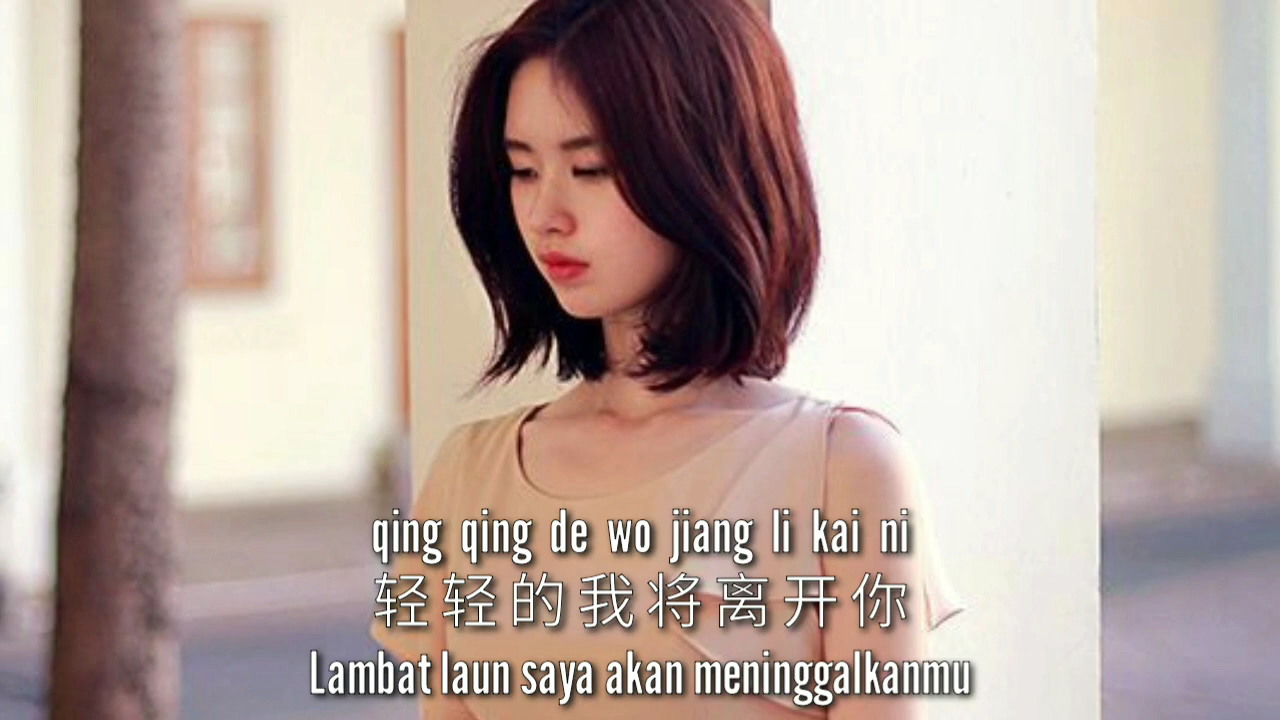 qing qing de wo jiang li kai ni
轻轻的我将离开你
Lambat laun saya akan meninggalkanmu